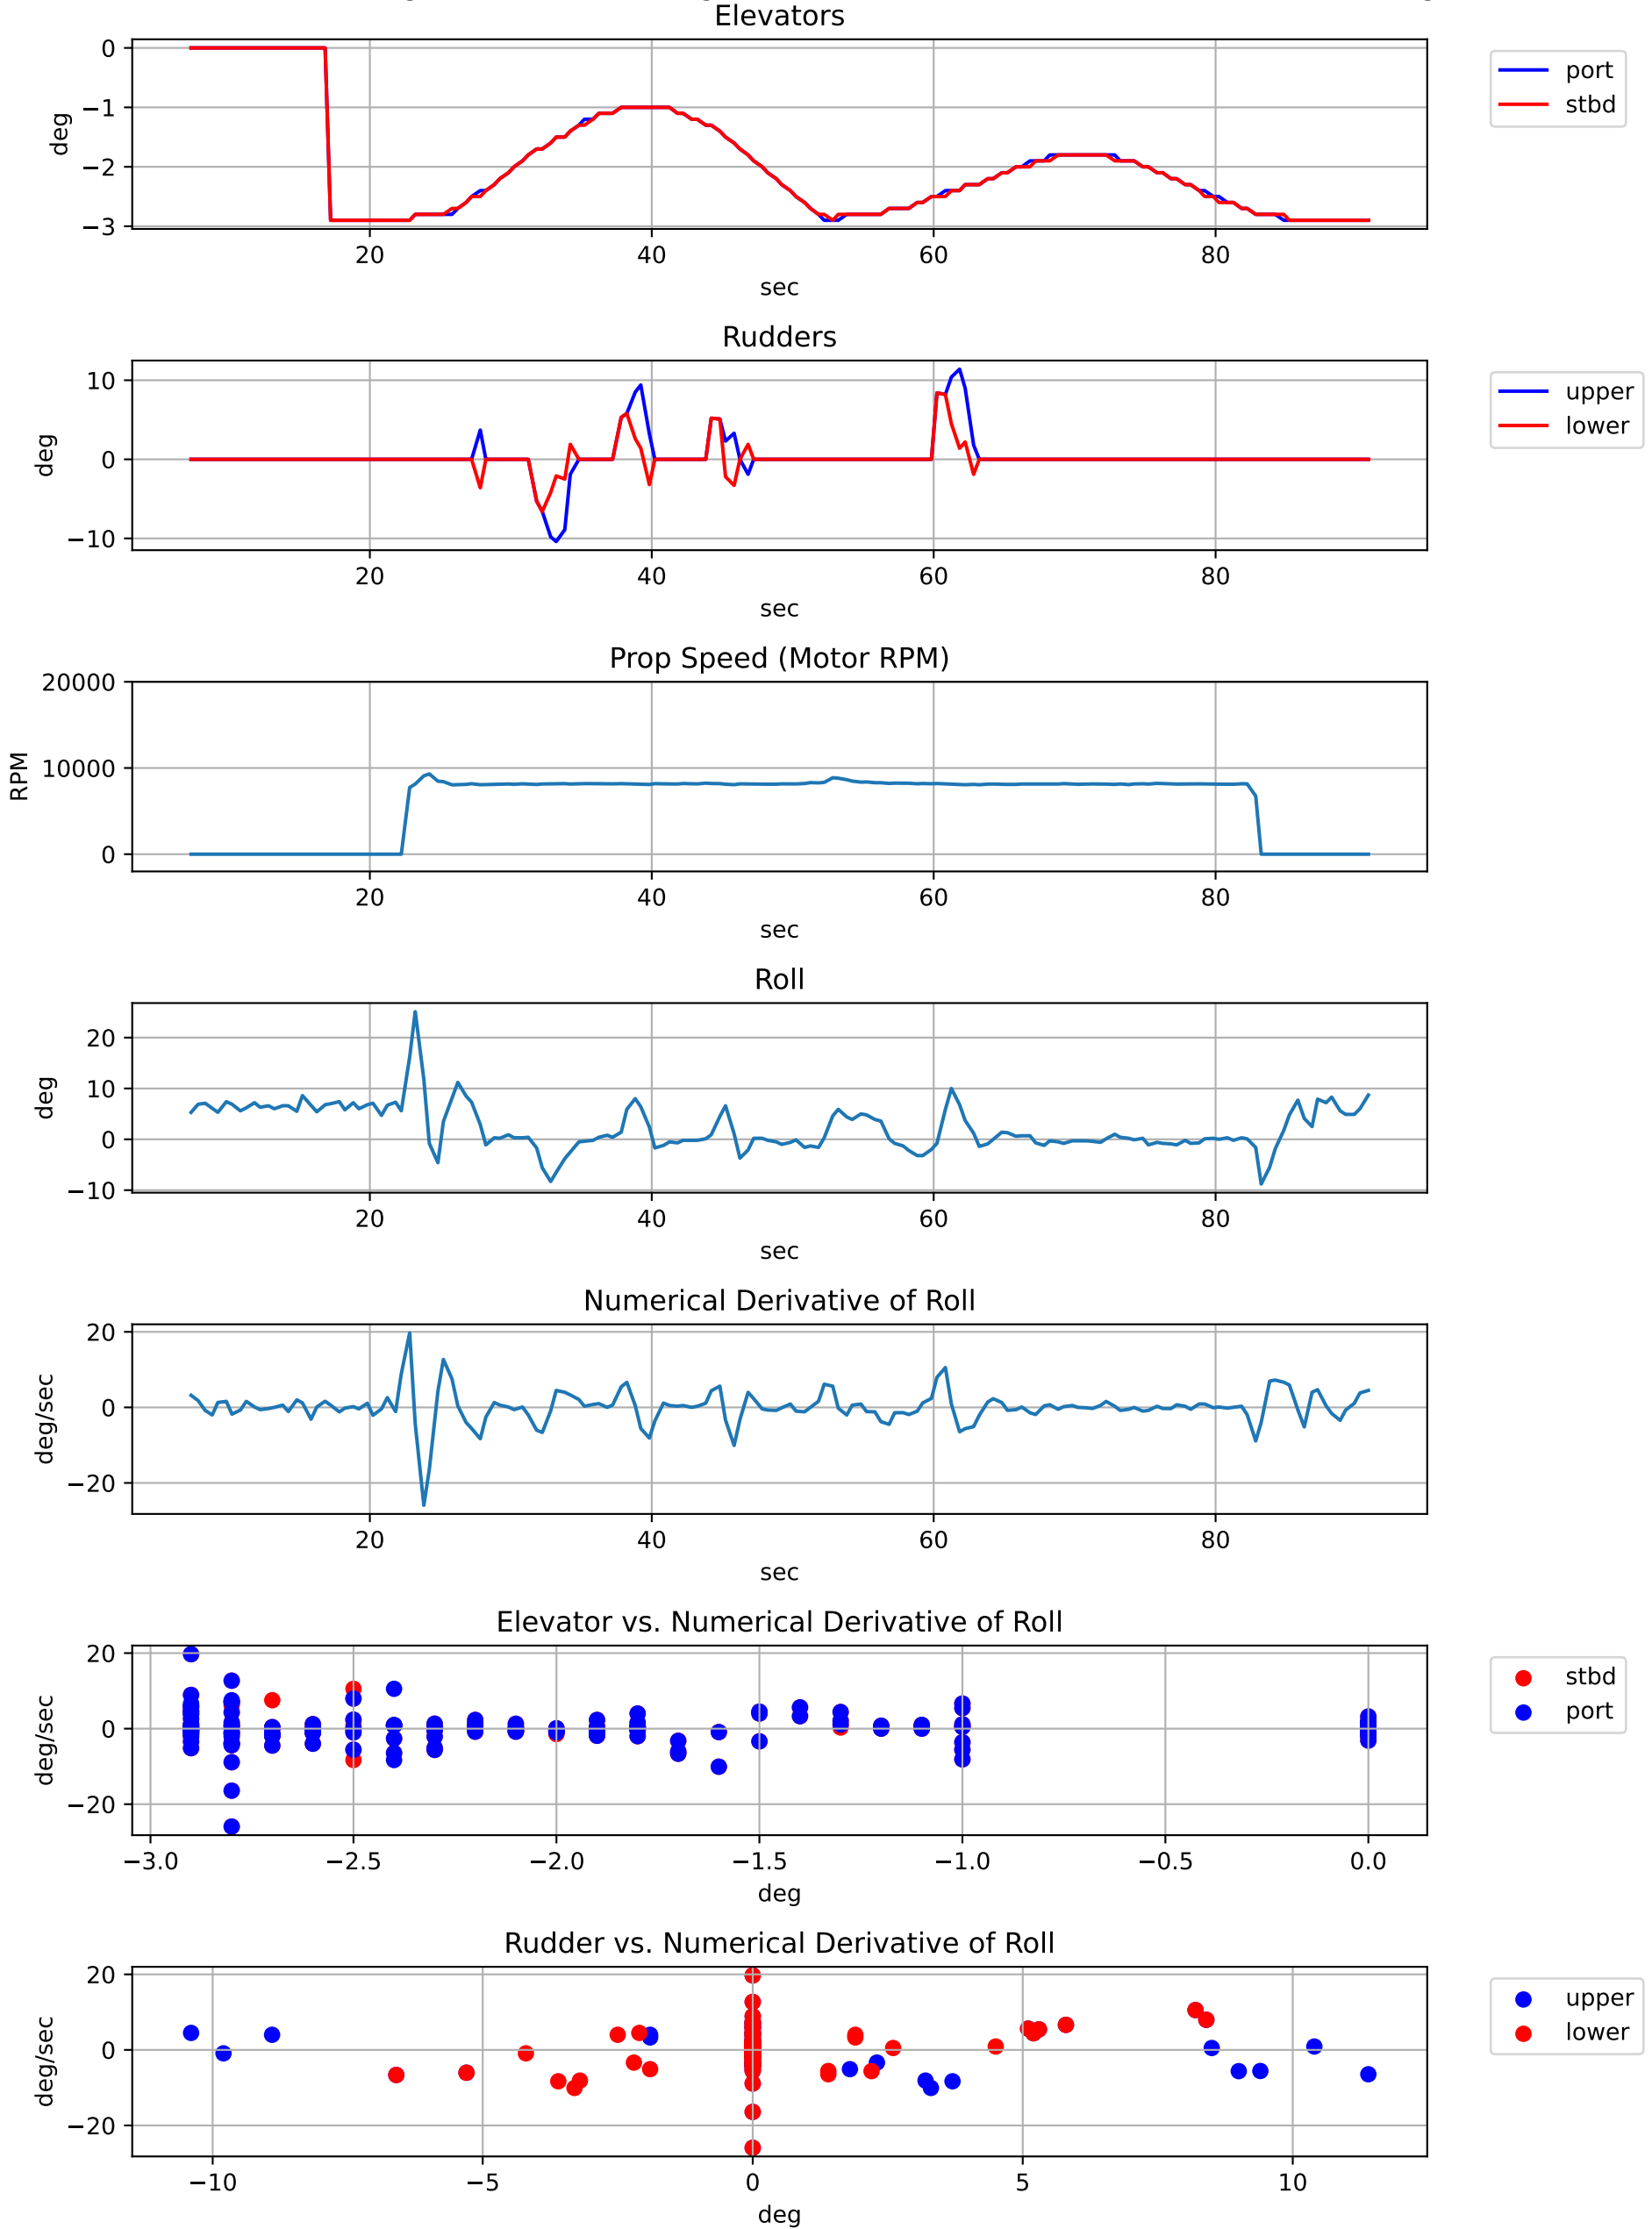 Elevators
0
−1
−2
−3
deg
20 40 60 80
sec
port
stbd
Rudders
10
0
−10
deg
20 40 60 80
sec
upper
lower
Prop Speed (Motor RPM)
20000
10000
0
RPM
20 40 60 80
sec
Roll
20
10
0
−10
deg
20 40 60 80
sec
Numerical Derivative of Roll
20
0
−20
deg/sec
20 40 60 80
sec
Elevator vs. Numerical Derivative of Roll
20
0
−20
deg/sec
−3.0 −2.5 −2.0 −1.5 −1.0 −0.5 0.0
deg
stbd
port
Rudder vs. Numerical Derivative of Roll
20
0
−20
deg/sec
−10 −5 0 5 10
deg
upper
lower